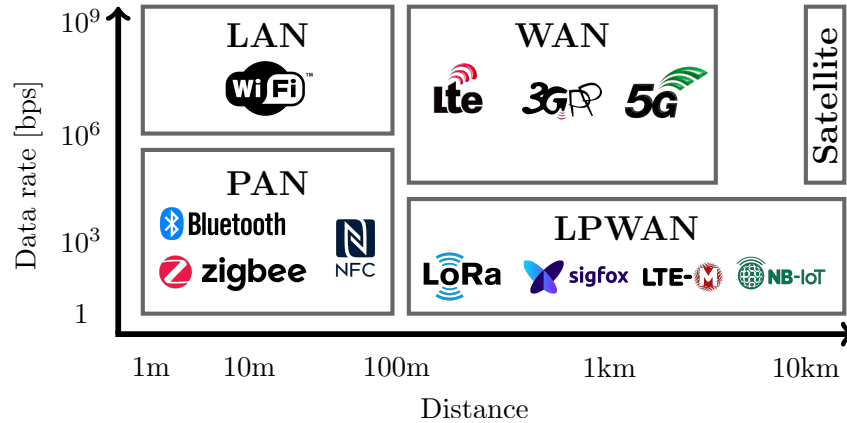 10⁹
10⁶
10³
1
Data rate [bps]
LAN
WiFi™
WAN
Lte
3GPP
5G
Satellite
PAN
Bluetooth
zigbee
NFC
LPWAN
LoRa
sigfox
LTE-M
NB-IoT
1m 10m 100m 1km 10km
Distance